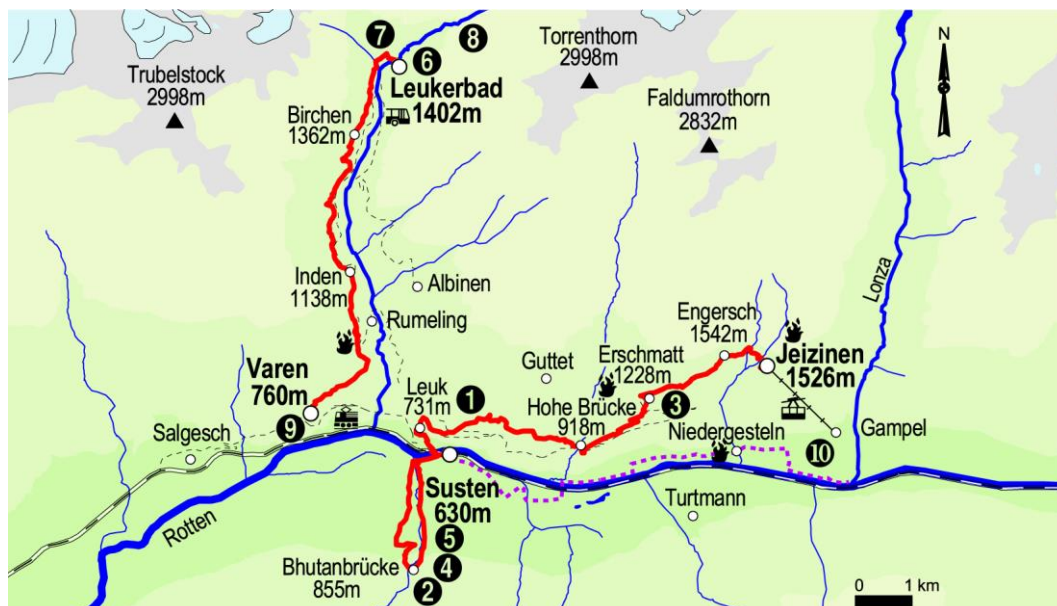 7
8
6
Leukerbad
1402m
Trubelstock
2998m
Torrenthorn
2998m
Faldumrothorn
2832m
N
Birchen
1362m
Lonza
Inden
1138m
Albinen
Rumeling
Engersch
1542m
Jeizinen
1526m
Varen
760m
9
Guttet
Erschmatt
1228m
3
Leuk
731m
1
Hohe Brücke
918m
Gampel
Salgesch
Niedergesteln
10
Susten
630m
Turtmann
Rotten
5
4
2
Bhutanbrücke
855m
0 1 km